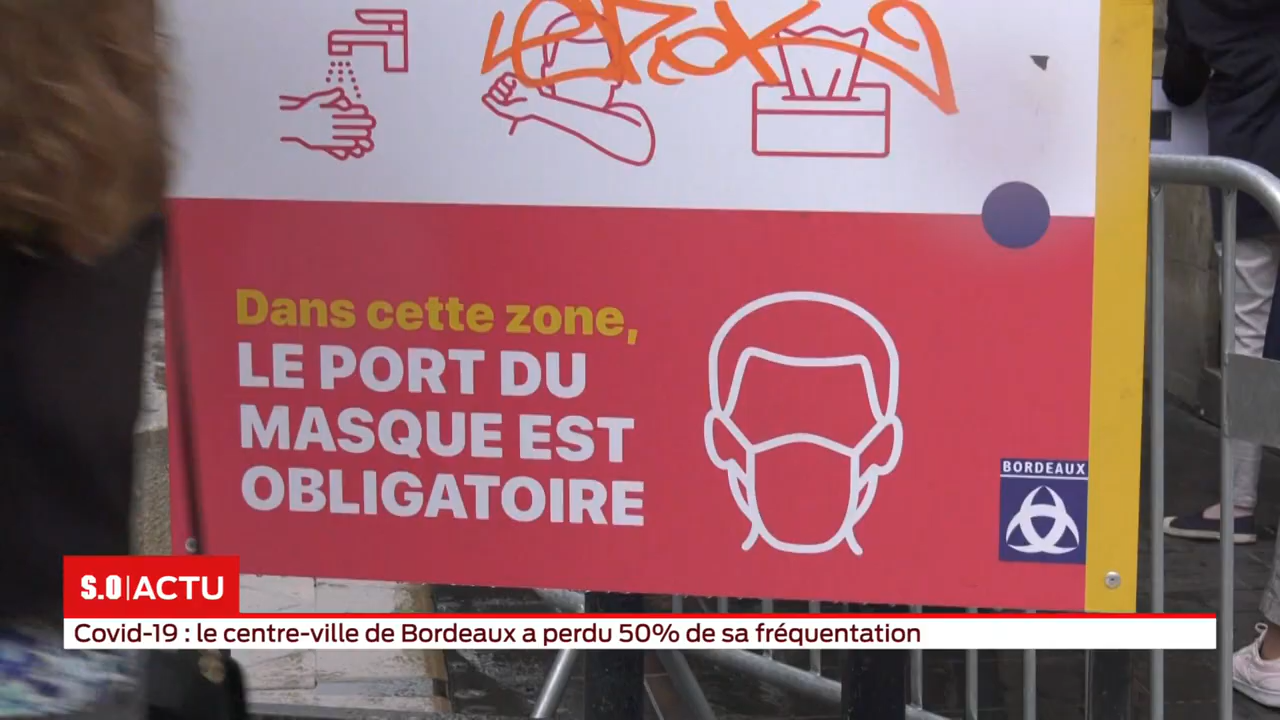 Dans cette zone,
LE PORT DU
MASQUE EST
OBLIGATOIRE
BORDEAUX
S.O|ACTU
Covid-19 : le centre-ville de Bordeaux a perdu 50% de sa fréquentation